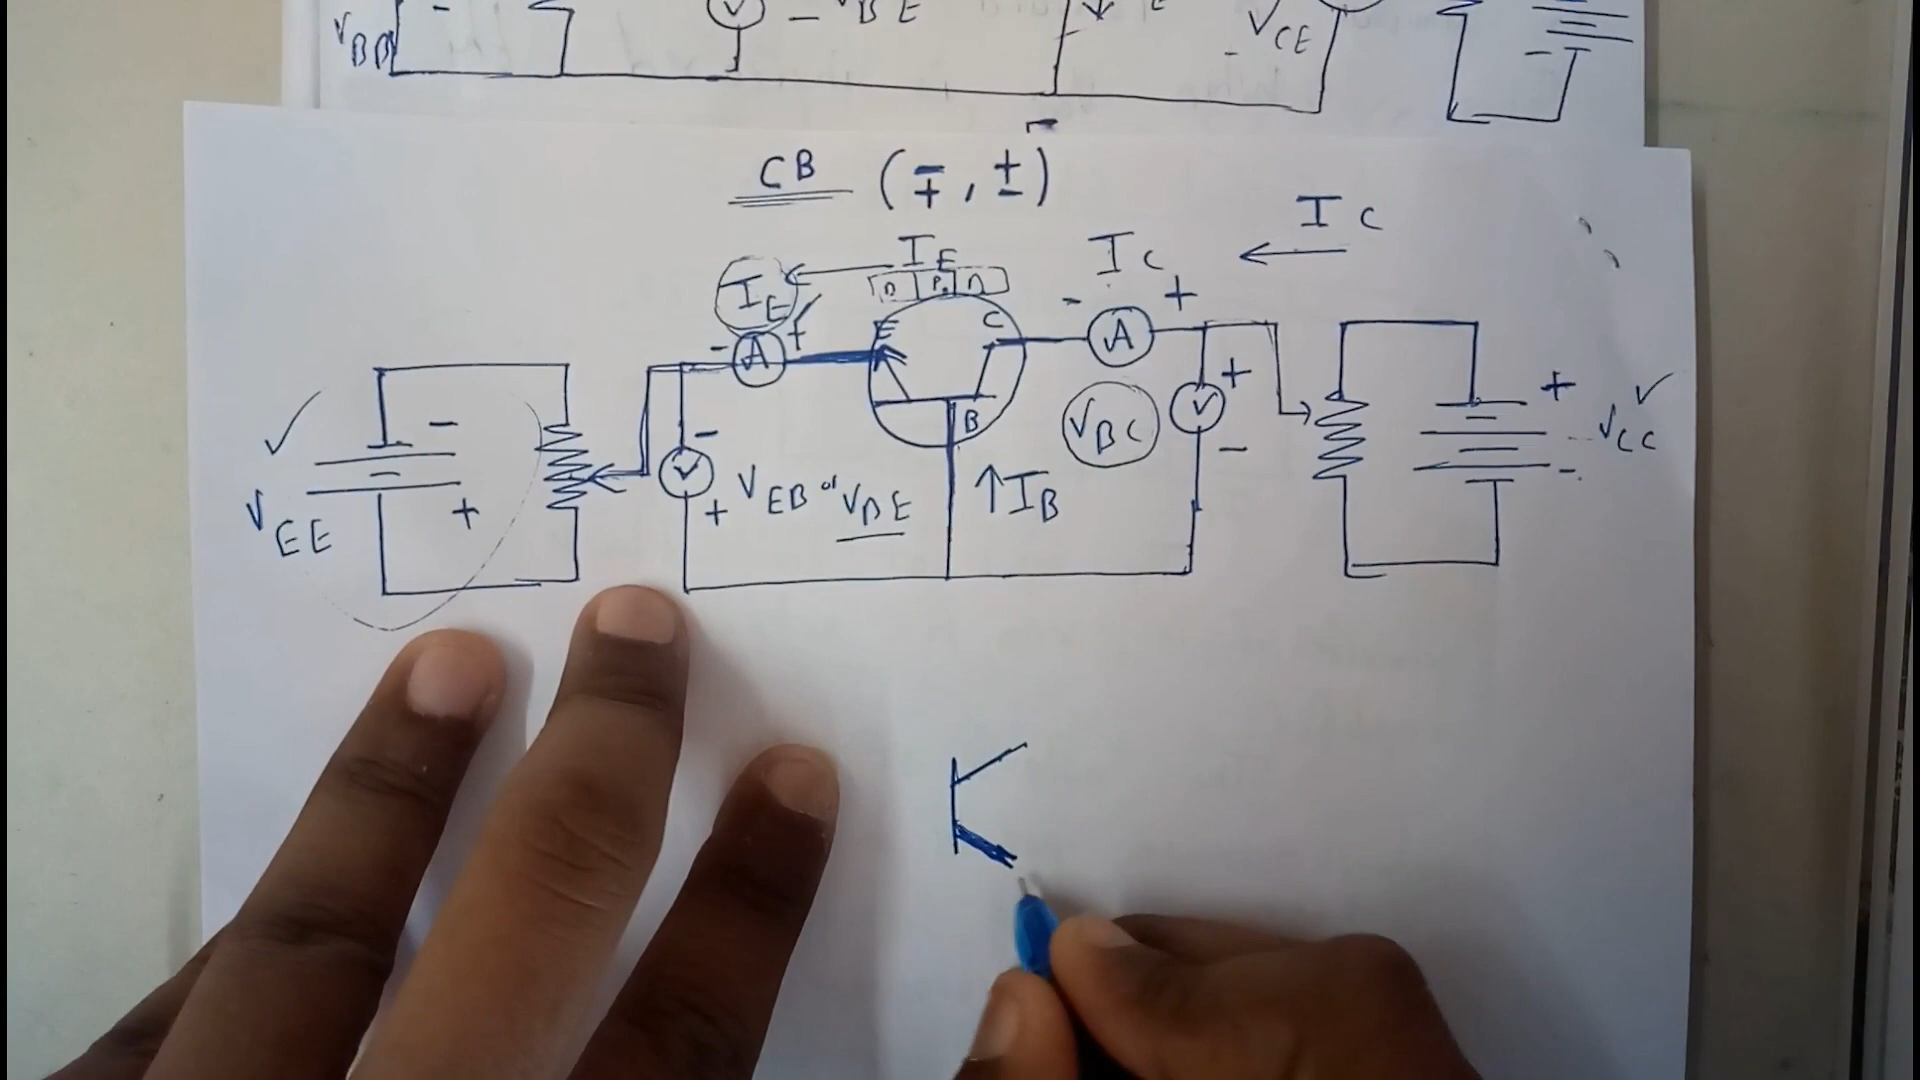 VBB - V - VBE VCE - -
CB (∓, ±)
IC
IE IE n P n IC
- A + E C - A +
- + B VBC V + + VCC
VEE + V VEB or VBE ↑IB - -
+